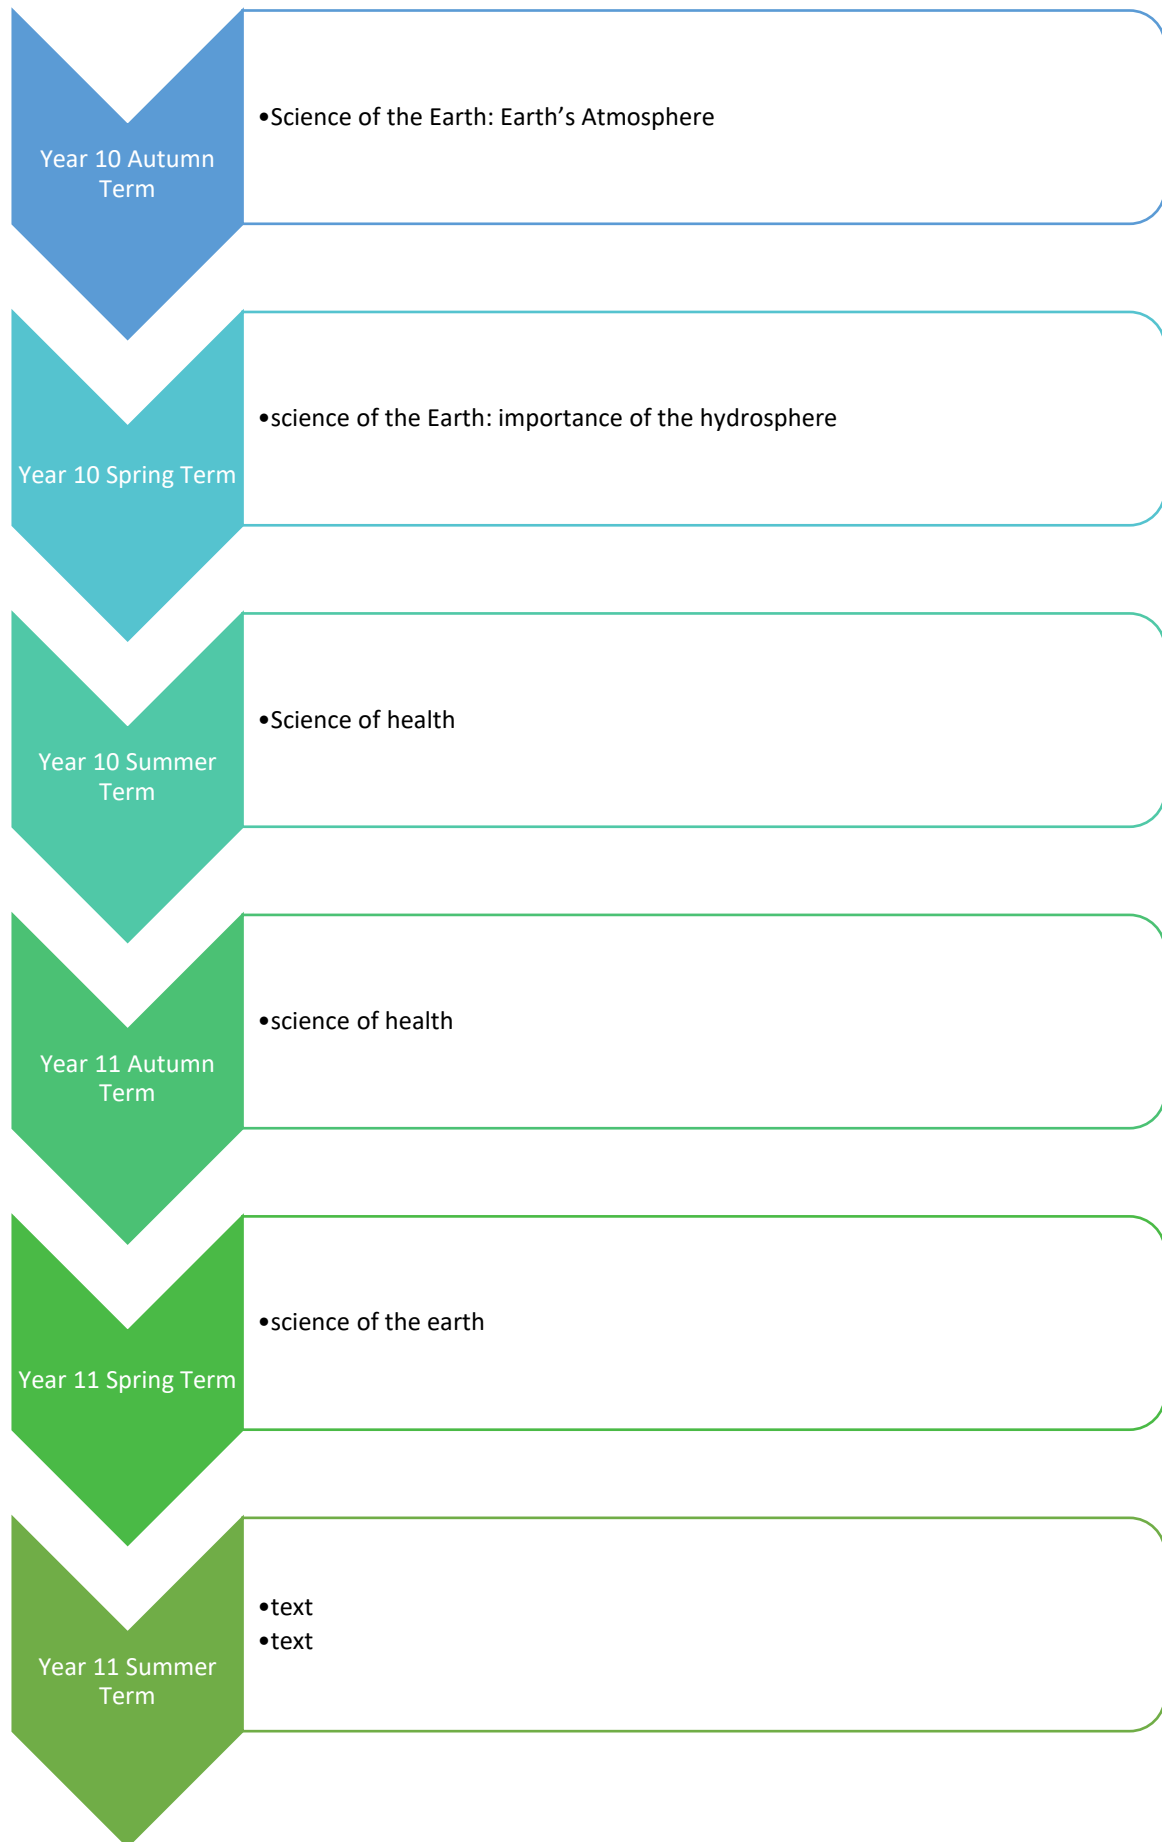 Year 10 Autumn
Term
•Science of the Earth: Earth’s Atmosphere
Year 10 Spring Term
•science of the Earth: importance of the hydrosphere
Year 10 Summer
Term
•Science of health
Year 11 Autumn
Term
•science of health
Year 11 Spring Term
•science of the earth
Year 11 Summer
Term
•text
•text